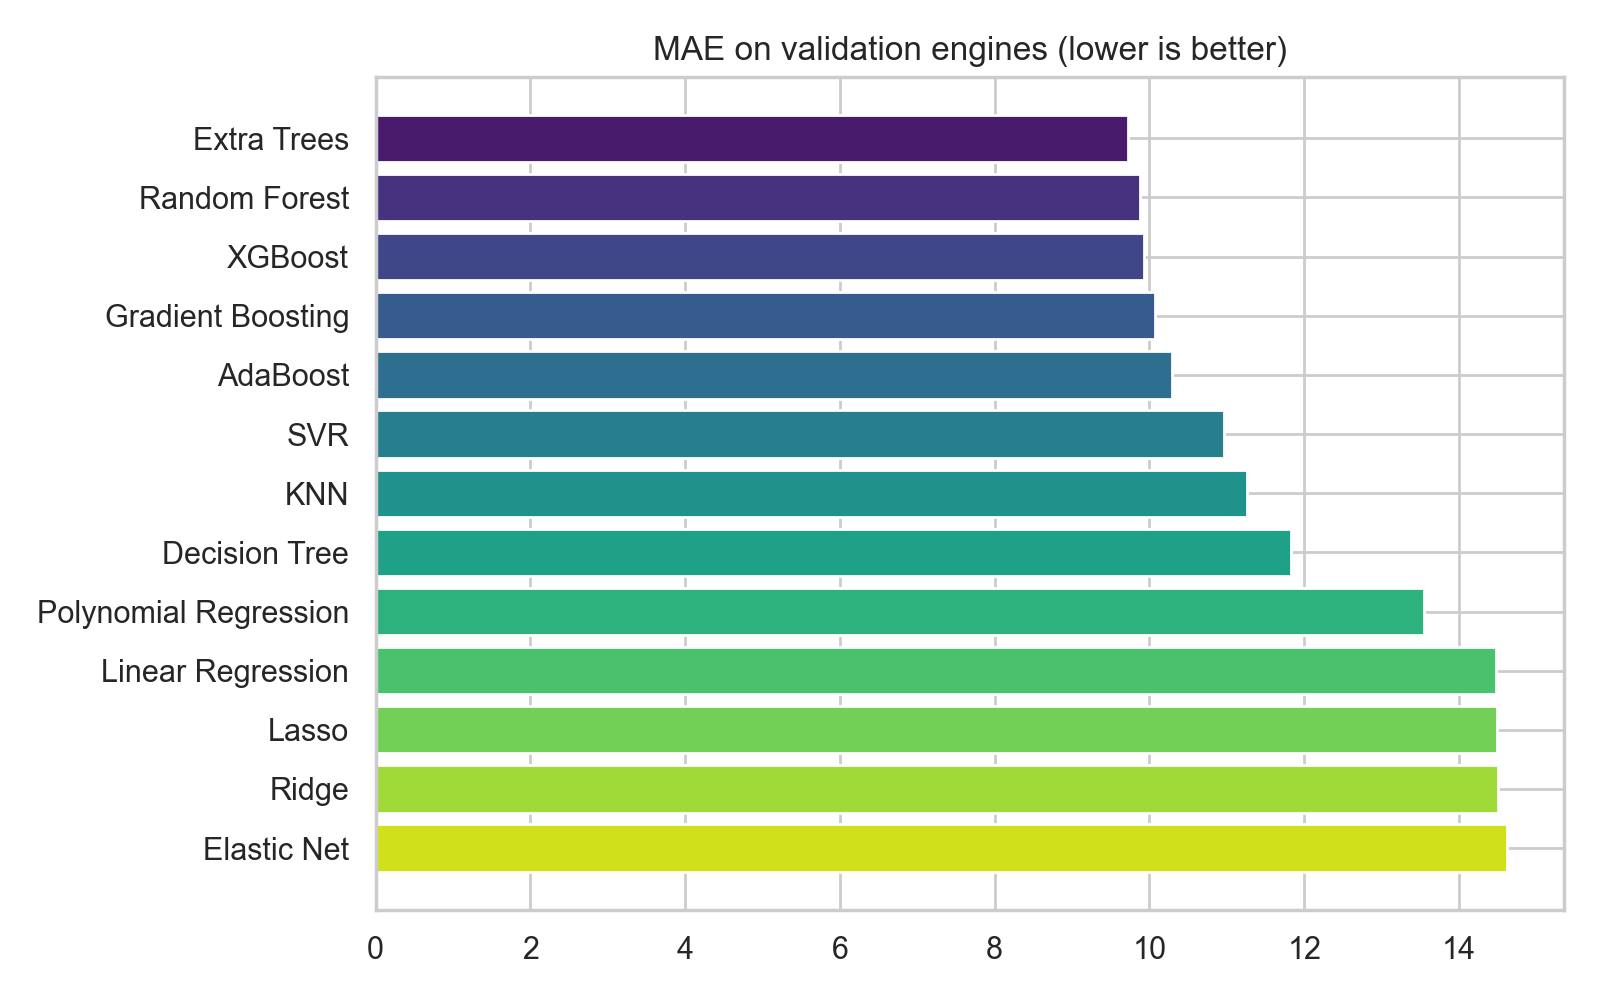 MAE on validation engines (lower is better)
Extra Trees
Random Forest
XGBoost
Gradient Boosting
AdaBoost
SVR
KNN
Decision Tree
Polynomial Regression
Linear Regression
Lasso
Ridge
Elastic Net
0 2 4 6 8 10 12 14